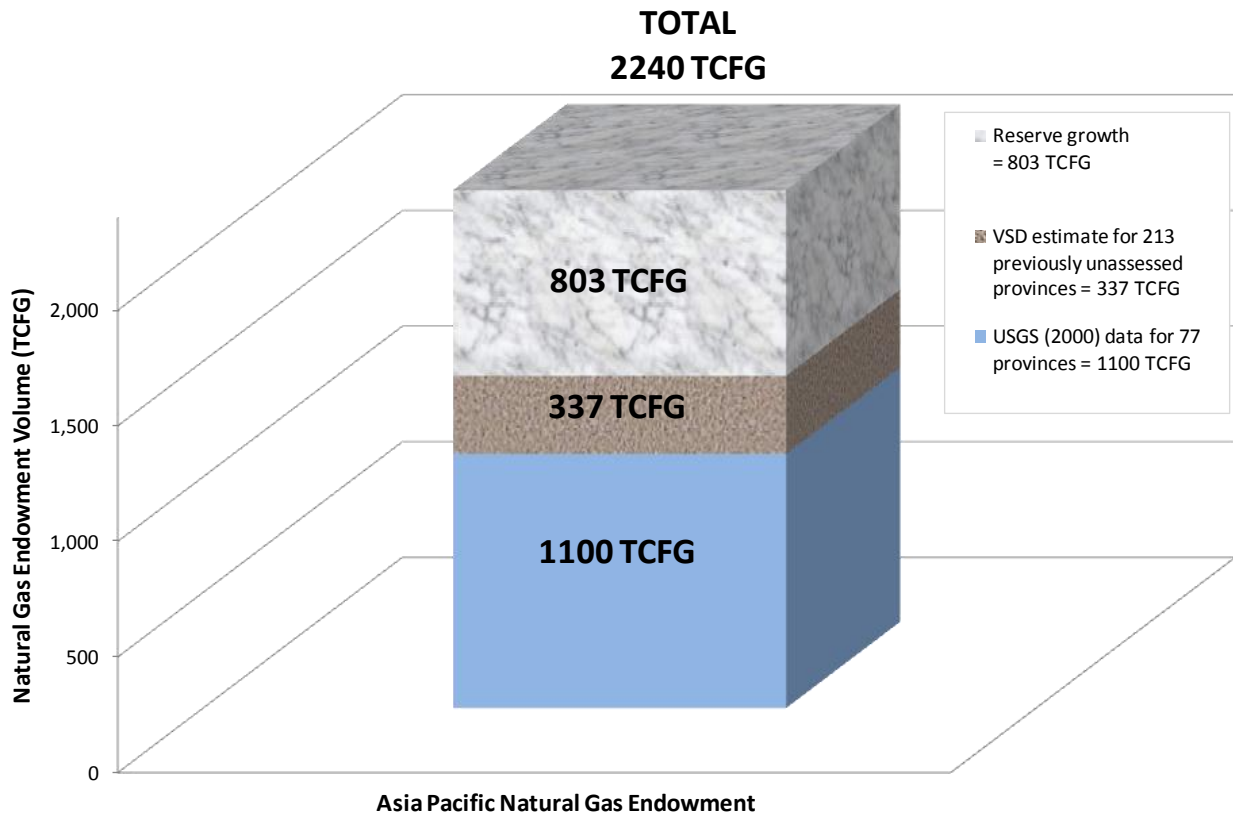 TOTAL
2240 TCFG
Natural Gas Endowment Volume (TCFG)
2,000
1,500
1,000
500
0
803 TCFG
337 TCFG
1100 TCFG
Reserve growth
= 803 TCFG
VSD estimate for 213
previously unassessed
provinces = 337 TCFG
USGS (2000) data for 77
provinces = 1100 TCFG
Asia Pacific Natural Gas Endowment